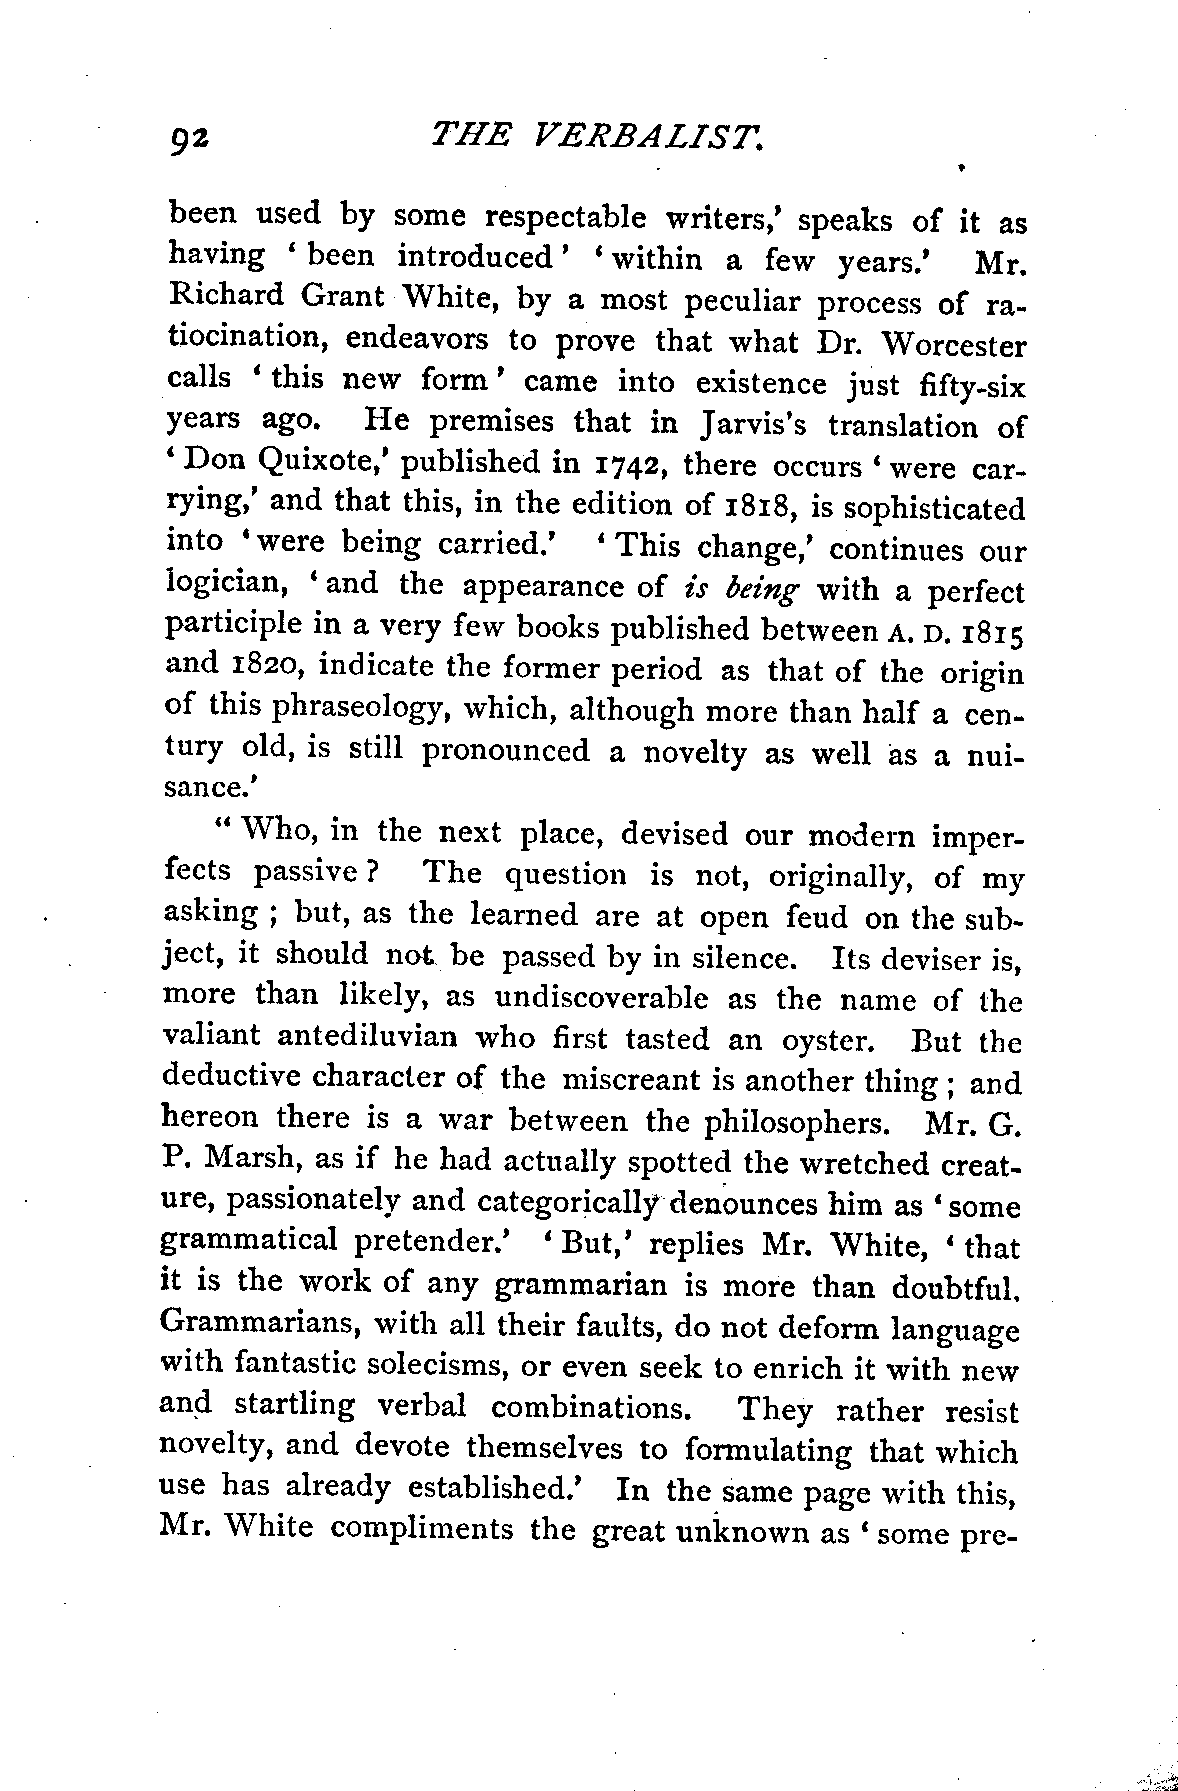 92 THE VERBALIST.
been used by some respectable writers,' speaks of it as
having ' been introduced ' ' within a few years.' Mr.
Richard Grant White, by a most peculiar process of ra-
tiocination, endeavors to prove that what Dr. Worcester
calls ' this new form ' came into existence just fifty-six
years ago. He premises that in Jarvis's translation of
' Don Quixote,' published in 1742, there occurs ' were car-
rying,' and that this, in the edition of 1818, is sophisticated
into ' were being carried.' ' This change,' continues our
logician, ' and the appearance of is being with a perfect
participle in a very few books published between A. D. 1815
and 1820, indicate the former period as that of the origin
of this phraseology, which, although more than half a cen-
tury old, is still pronounced a novelty as well as a nui-
sance.'
" Who, in the next place, devised our modern imper-
fects passive ? The question is not, originally, of my
asking ; but, as the learned are at open feud on the sub-
ject, it should not be passed by in silence. Its deviser is,
more than likely, as undiscoverable as the name of the
valiant antediluvian who first tasted an oyster. But the
deductive character of the miscreant is another thing ; and
hereon there is a war between the philosophers. Mr. G.
P. Marsh, as if he had actually spotted the wretched creat-
ure, passionately and categorically denounces him as ' some
grammatical pretender.' ' But,' replies Mr. White, ' that
it is the work of any grammarian is more than doubtful.
Grammarians, with all their faults, do not deform language
with fantastic solecisms, or even seek to enrich it with new
and startling verbal combinations. They rather resist
novelty, and devote themselves to formulating that which
use has already established.' In the same page with this,
Mr. White compliments the great unknown as ' some pre-